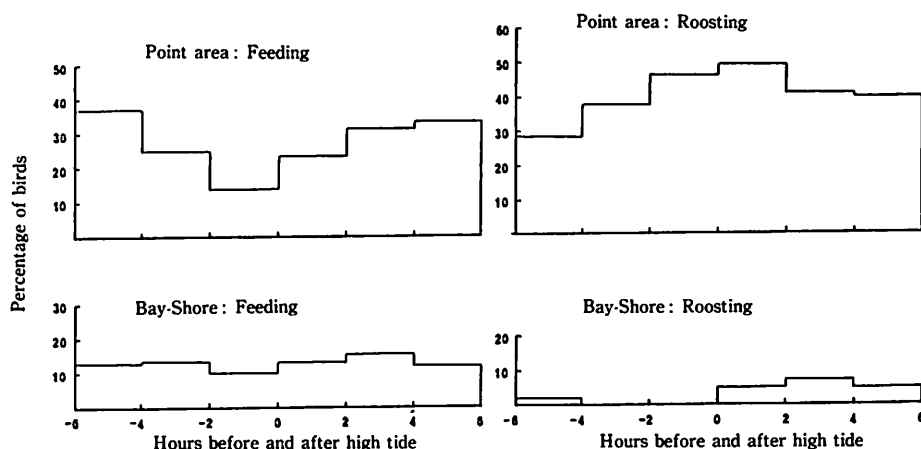 Point area : Feeding
50
40
30
20
10
Percentage of birds
Point area : Roosting
60
50
40
30
20
10
Bay-Shore : Feeding
30
20
10
-6 -4 -2 0 2 4 6
Hours before and after high tide
Bay-Shore : Roosting
20
10
-6 -4 -2 0 2 4 6
Hours before and after high tide